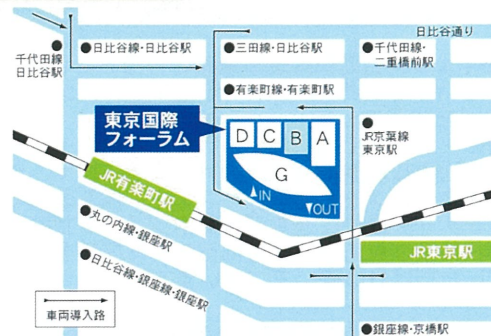 日比谷通り
●千代田線
日比谷駅
●日比谷線・日比谷駅
●三田線・日比谷駅
●千代田線・
二重橋前駅
●有楽町線・有楽町駅
東京国際
フォーラム
D
C
B
A
G
▲IN
▼OUT
●JR京葉線
東京駅
JR有楽町駅
●丸の内線・銀座駅
●日比谷線・銀座線・銀座駅
JR東京駅
車両導入路
●銀座線・京橋駅